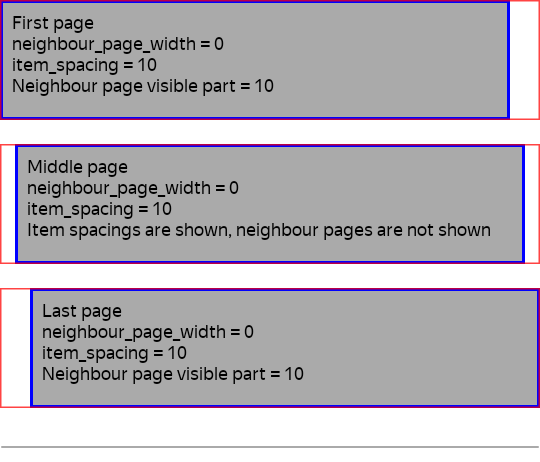 First page
neighbour_page_width = 0
item_spacing = 10
Neighbour page visible part = 10
Middle page
neighbour_page_width = 0
item_spacing = 10
Item spacings are shown, neighbour pages are not shown
Last page
neighbour_page_width = 0
item_spacing = 10
Neighbour page visible part = 10